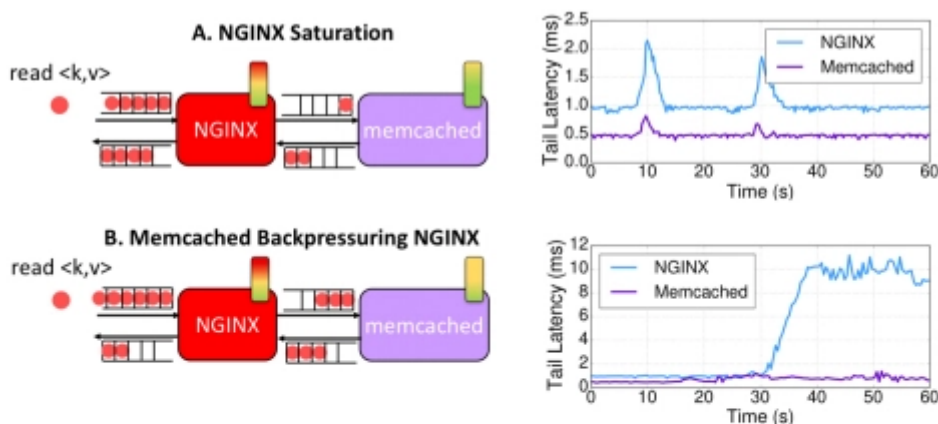 A. NGINX Saturation
read <k,v>
NGINX
memcached
Tail Latency (ms)
2.5
2.0
1.5
1.0
0.5
0.0
NGINX
Memcached
0 10 20 30 40 50 60
Time (s)
B. Memcached Backpressuring NGINX
read <k,v>
NGINX
memcached
Tail Latency (ms)
12
10
8
6
4
2
0
NGINX
Memcached
0 10 20 30 40 50 60
Time (s)